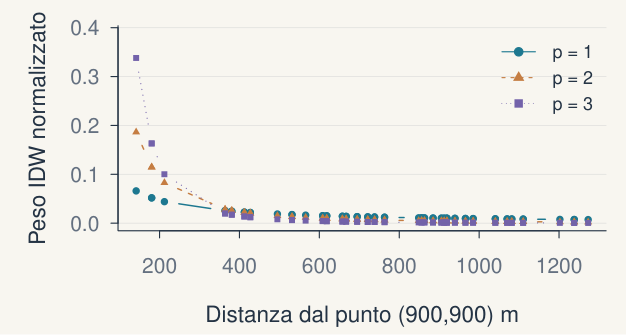 Peso IDW normalizzato
0.4
0.3
0.2
0.1
0.0
p = 1
p = 2
p = 3
200 400 600 800 1000 1200
Distanza dal punto (900,900) m